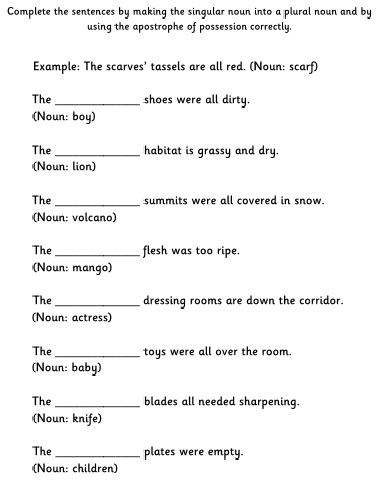 Complete the sentences by making the singular noun into a plural noun and by
using the apostrophe of possession correctly.
Example: The scarves' tassels are all red. (Noun: scarf)
The ______________ shoes were all dirty.
(Noun: boy)
The ______________ habitat is grassy and dry.
(Noun: lion)
The ______________ summits were all covered in snow.
(Noun: volcano)
The ______________ flesh was too ripe.
(Noun: mango)
The ______________ dressing rooms are down the corridor.
(Noun: actress)
The ______________ toys were all over the room.
(Noun: baby)
The ______________ blades all needed sharpening.
(Noun: knife)
The ______________ plates were empty.
(Noun: children)